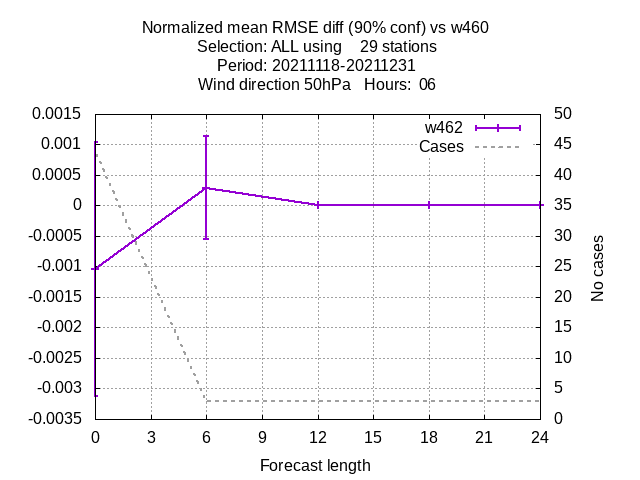 Normalized mean RMSE diff (90% conf) vs w460
Selection: ALL using    29 stations
Period: 20211118-20211231
Wind direction 50hPa   Hours:  06
w462
Cases
0.0015
0.001
0.0005
0
-0.0005
-0.001
-0.0015
-0.002
-0.0025
-0.003
-0.0035
50
45
40
35
30
25
20
15
10
5
0
No cases
0 3 6 9 12 15 18 21 24
Forecast length